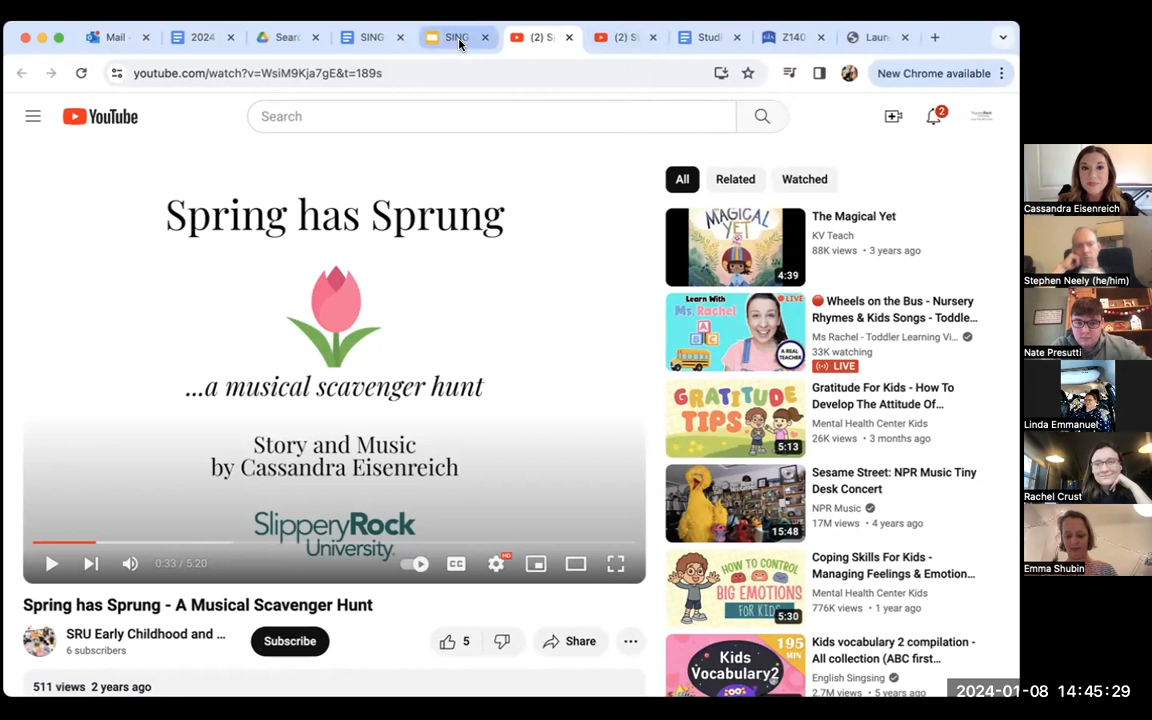 Mail -
2024
Searc
SING
SING
(2) S
(2) S
Studi
Z140
Laun
youtube.com/watch?v=WsiM9Kja7gE&t=189s
New Chrome available
YouTube
Search
2
Spring has Sprung
...a musical scavenger hunt
Story and Music
by Cassandra Eisenreich
SlipperyRock
University
0:33 / 5:20
CC
HD
Spring has Sprung - A Musical Scavenger Hunt
SRU Early Childhood and ...
6 subscribers
Subscribe
5
Share
511 views 2 years ago
All
Related
Watched
MAGICAL
YET
4:39
The Magical Yet
KV Teach
88K views • 3 years ago
Learn With
Ms. Rachel
LIVE
A REAL
TEACHER
🔴 Wheels on the Bus - Nursery
Rhymes & Kids Songs - Toddle...
Ms Rachel - Toddler Learning Vi...
33K watching
LIVE
GRATITUDE
TIPS
5:13
Gratitude For Kids - How To
Develop The Attitude Of...
Mental Health Center Kids
26K views • 3 months ago
15:48
Sesame Street: NPR Music Tiny
Desk Concert
NPR Music
17M views • 4 years ago
HOW TO CONTROL
BIG EMOTIONS
FOR KIDS
5:30
Coping Skills For Kids -
Managing Feelings & Emotion...
Mental Health Center Kids
776K views • 1 year ago
195
Kids
Vocabulary2
Kids vocabulary 2 compilation -
All collection (ABC first...
English Singsing
2.7M views • 5 years ago
Cassandra Eisenreich
Stephen Neely (he/him)
Nate Presutti
Linda Emmanuel
Rachel Crust
Emma Shubin
2024-01-08 14:45:29